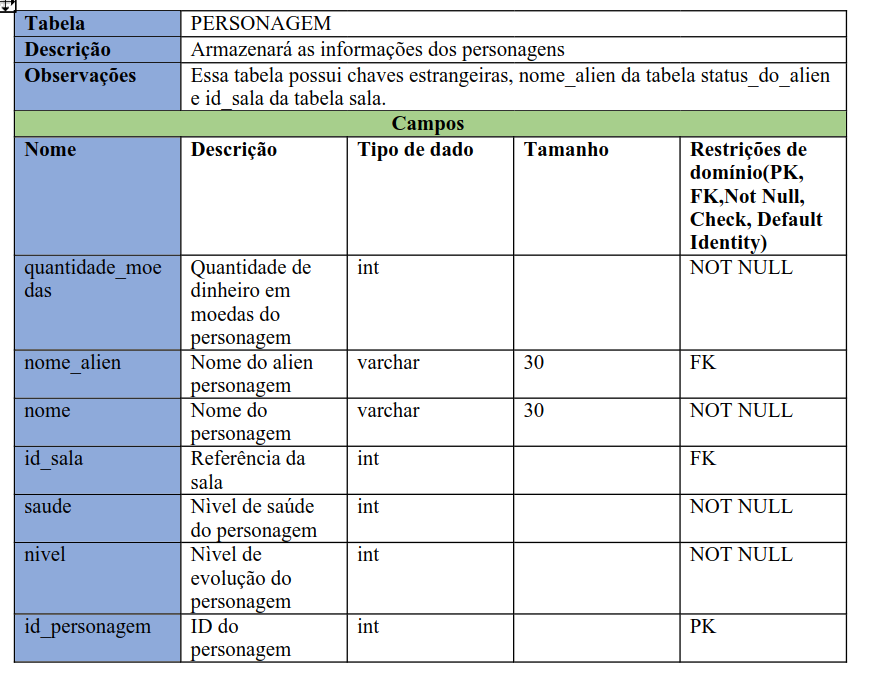 Tabela PERSONAGEM
Descrição Armazenará as informações dos personagens
Observações Essa tabela possui chaves estrangeiras, nome_alien da tabela status_do_alien
e id_sala da tabela sala.
Campos
Nome Descrição Tipo de dado Tamanho Restrições de
domínio(PK,
FK,Not Null,
Check, Default
Identity)
quantidade_moe Quantidade de int NOT NULL
das dinheiro em
moedas do
personagem
nome_alien Nome do alien varchar 30 FK
personagem
nome Nome do varchar 30 NOT NULL
personagem
id_sala Referência da int FK
sala
saude Nìvel de saúde int NOT NULL
do personagem
nivel Nìvel de int NOT NULL
evolução do
personagem
id_personagem ID do int PK
personagem